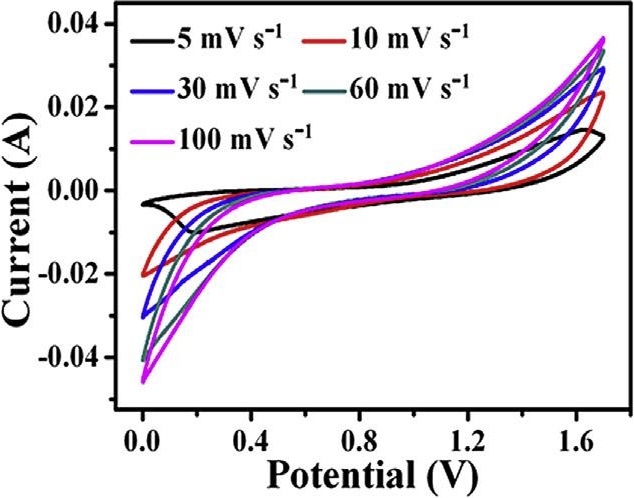 0.04
0.02
0.00
-0.02
-0.04
Current (A)
5 mV s⁻¹ 10 mV s⁻¹
30 mV s⁻¹ 60 mV s⁻¹
100 mV s⁻¹
0.0 0.4 0.8 1.2 1.6
Potential (V)